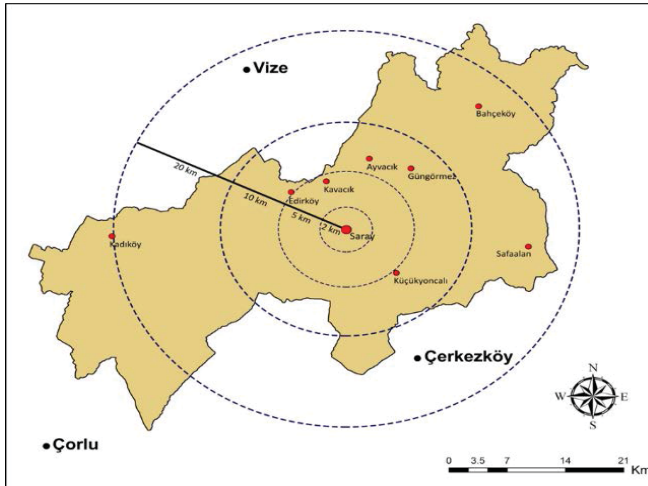 Vize
Bahçeköy
Ayvacık
Güngörmez
Kavacık
Edirköy
20 km
10 km
5 km
2 km
Saray
Kadıköy
Safaalan
Küçükyoncalı
Çerkezköy
Çorlu
N
W E
S
0 3.5 7 14 21
Km